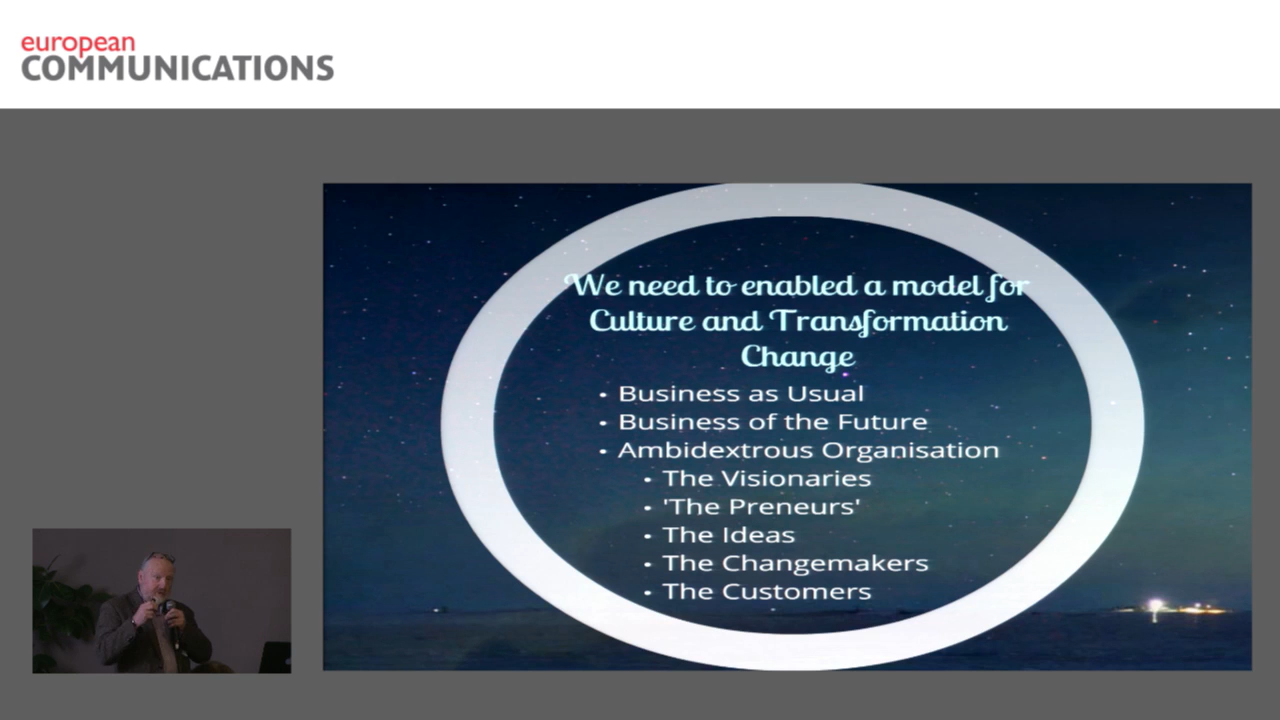 european
COMMUNICATIONS
We need to enabled a model for
Culture and Transformation
Change
• Business as Usual
• Business of the Future
• Ambidextrous Organisation
• The Visionaries
• 'The Preneurs'
• The Ideas
• The Changemakers
• The Customers